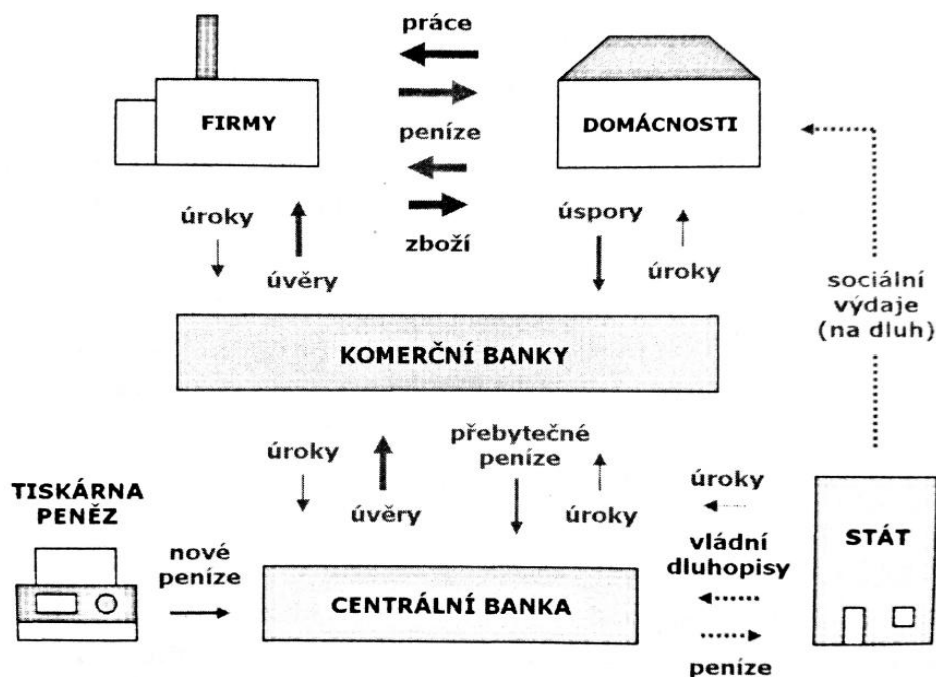 práce
FIRMY
peníze
DOMÁCNOSTI
úroky
úvěry
zboží
úspory
úroky
sociální
výdaje
(na dluh)
KOMERČNÍ BANKY
úroky
úvěry
přebytečné
peníze
úroky
TISKÁRNA
PENĚZ
nové
peníze
CENTRÁLNÍ BANKA
úroky
vládní
dluhopisy
peníze
STÁT